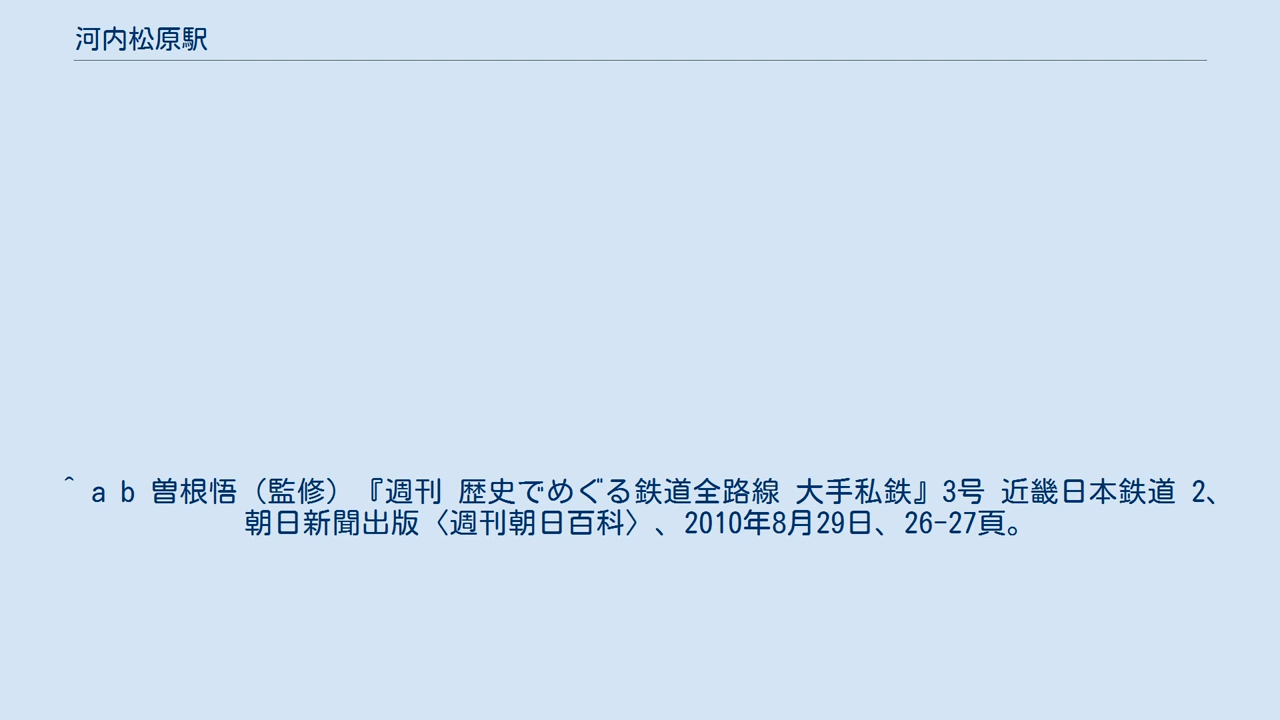 河内松原駅
^ a b 曽根悟（監修）『週刊 歴史でめぐる鉄道全路線 大手私鉄』3号 近畿日本鉄道 2、
朝日新聞出版〈週刊朝日百科〉、2010年8月29日、26-27頁。